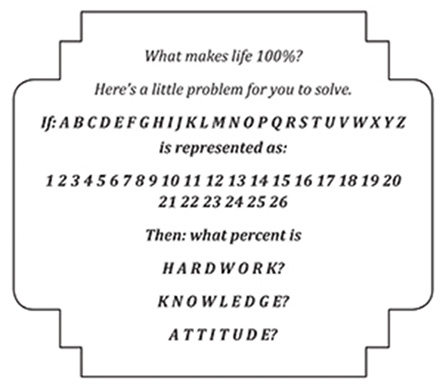 What makes life 100%?
Here's a little problem for you to solve.
If: A B C D E F G H I J K L M N O P Q R S T U V W X Y Z
is represented as:
1 2 3 4 5 6 7 8 9 10 11 12 13 14 15 16 17 18 19 20
21 22 23 24 25 26
Then: what percent is
H A R D W O R K?
K N O W L E D G E?
A T T I T U D E?